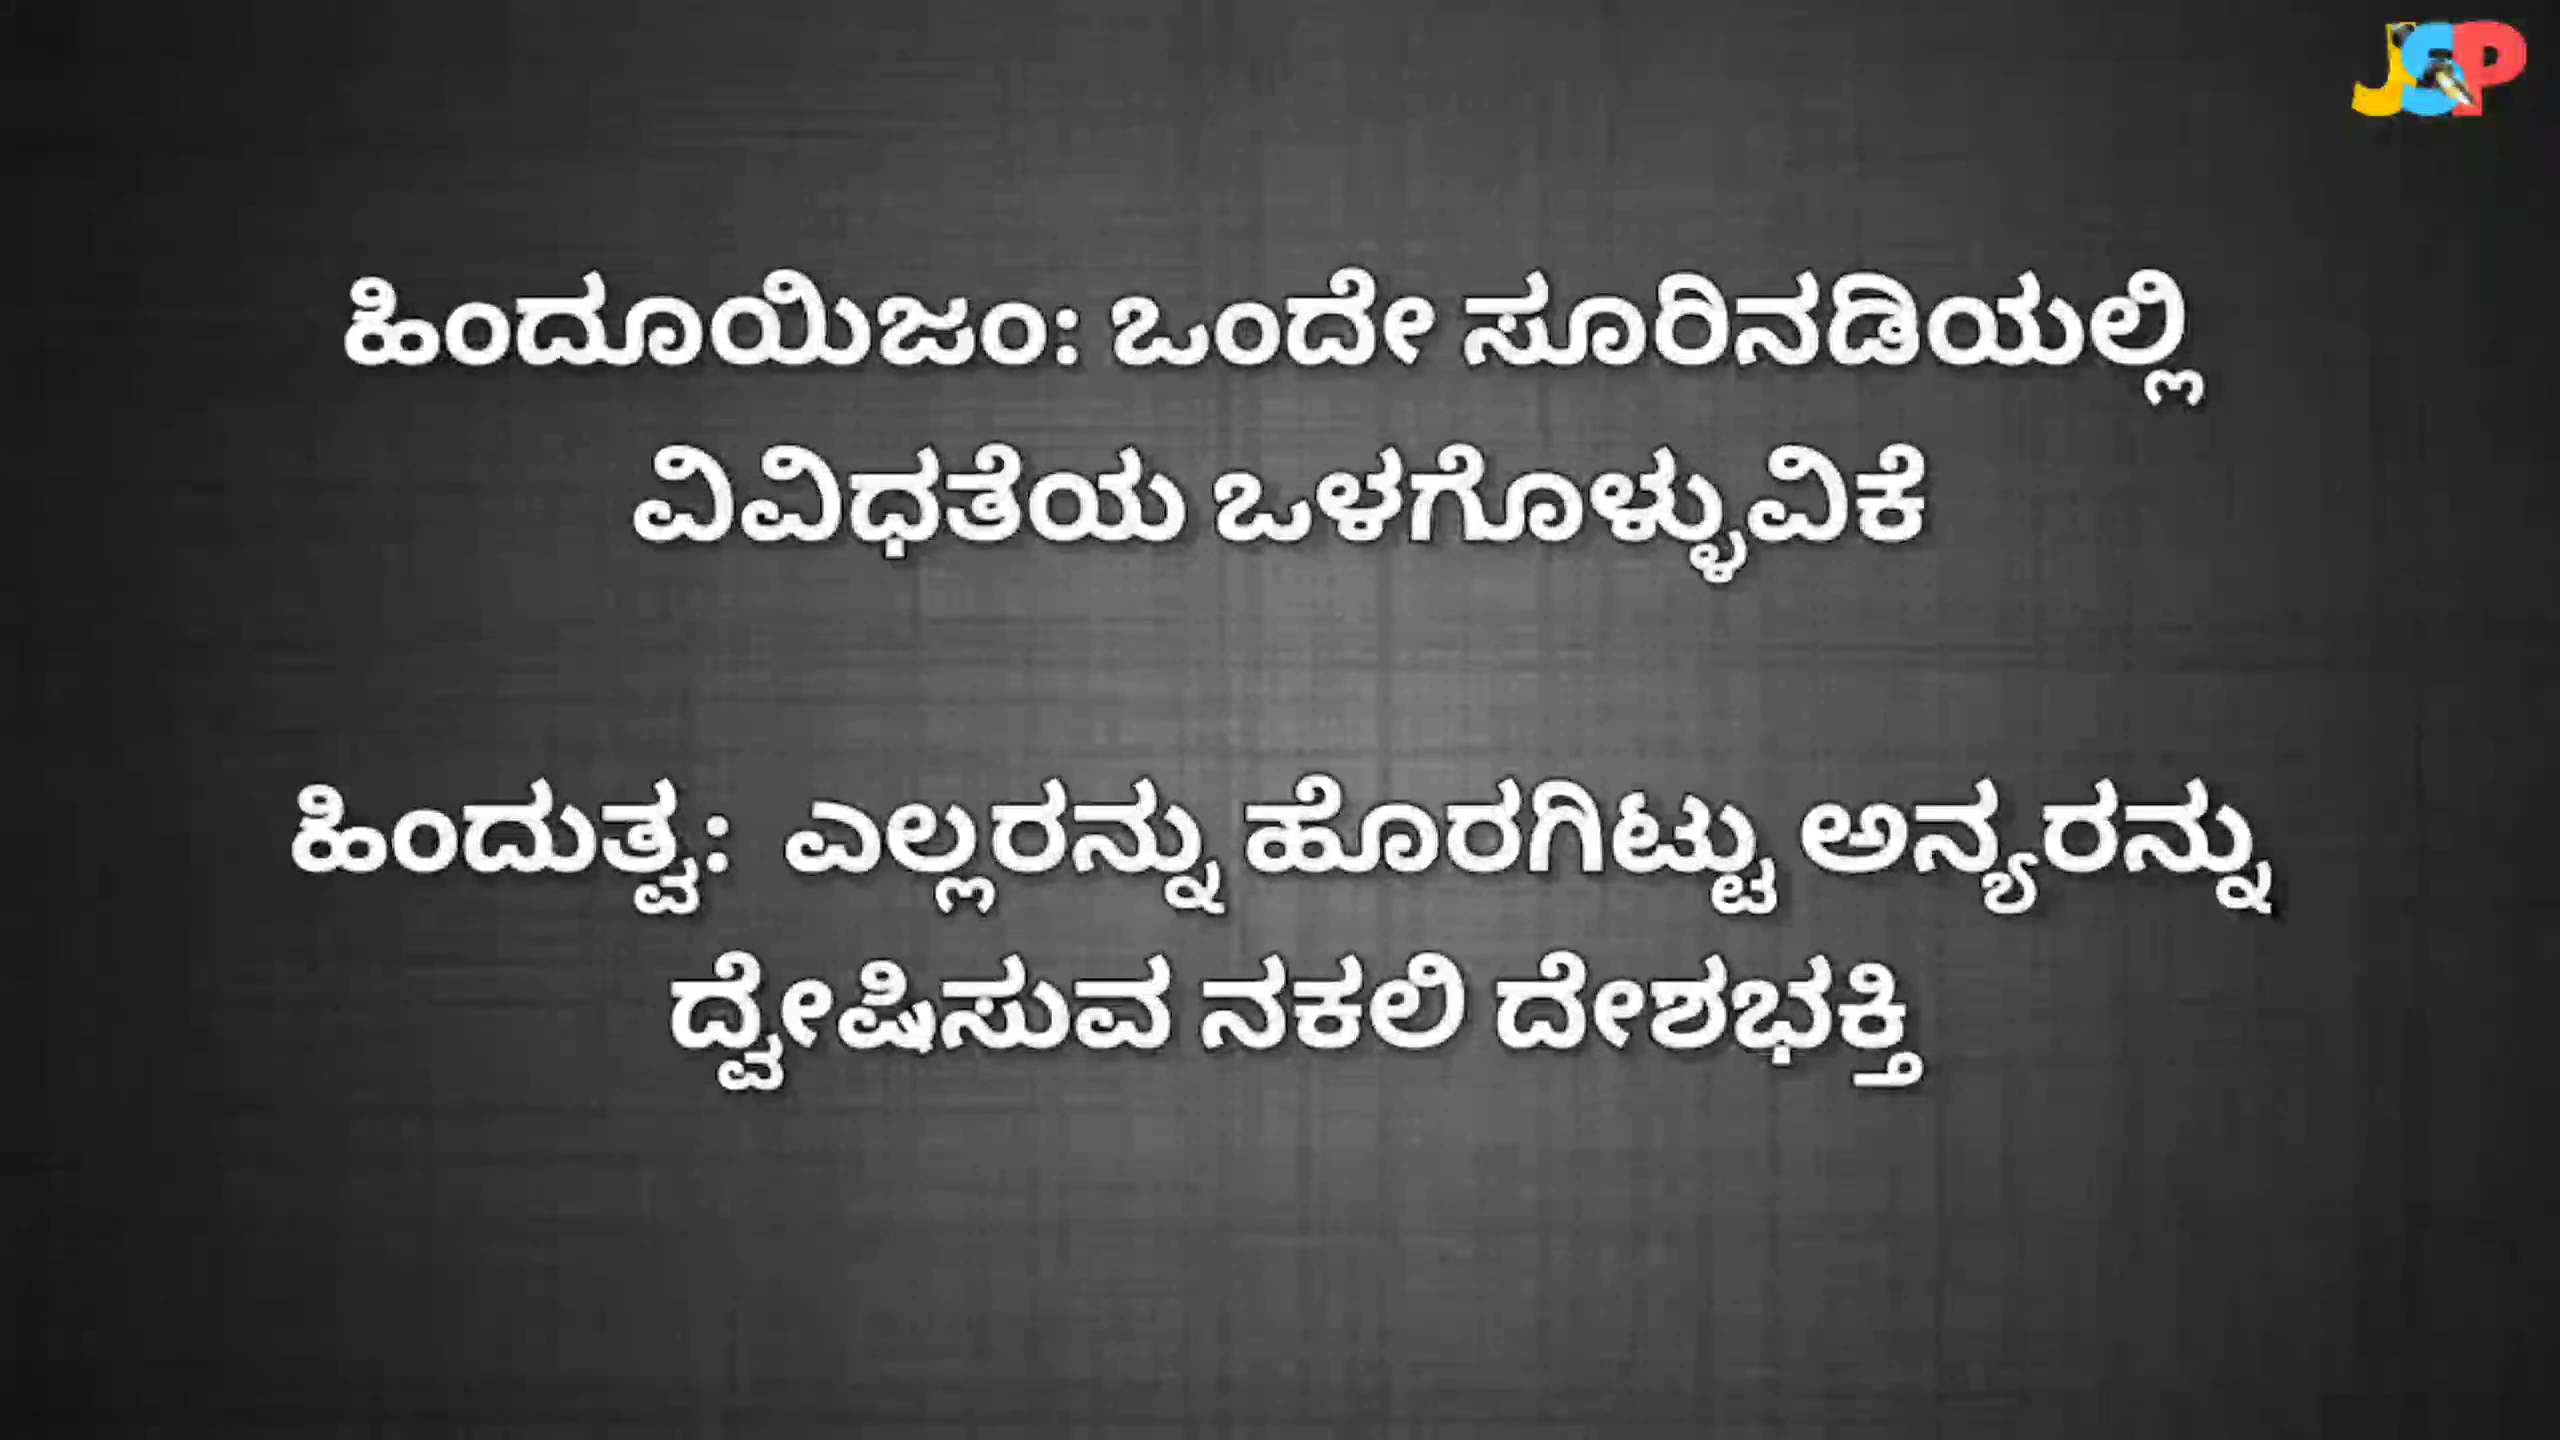 JSP
ಹಿಂದೂಯಿಜಂ: ಒಂದೇ ಸೂರಿನಡಿಯಲ್ಲಿ
ವಿವಿಧತೆಯ ಒಳಗೊಳ್ಳುವಿಕೆ
ಹಿಂದುತ್ವ: ಎಲ್ಲರನ್ನು ಹೊರಗಿಟ್ಟು ಅನ್ಯರನ್ನು
ದ್ವೇಷಿಸುವ ನಕಲಿ ದೇಶಭಕ್ತಿ